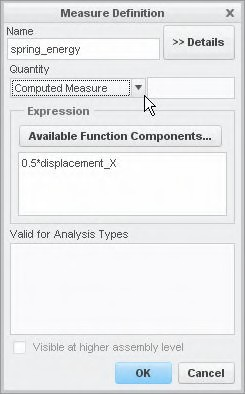 Measure Definition X
Name
spring_energy
>> Details
Quantity
Computed Measure
Expression
Available Function Components...
0.5*displacement_X
Valid for Analysis Types
Visible at higher assembly level
OK Cancel